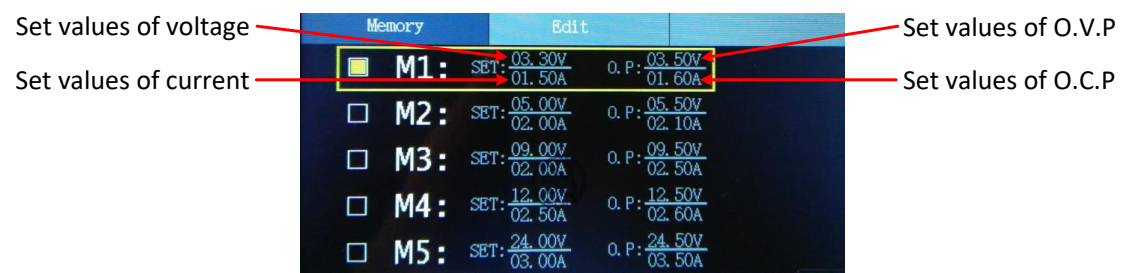 Memory Edit
Set values of voltage
Set values of O.V.P
M1: SET: 03.30V O.P: 03.50V
01.50A 01.60A
Set values of current
Set values of O.C.P
M2: SET: 05.00V O.P: 05.50V
02.00A 02.10A
M3: SET: 09.00V O.P: 09.50V
02.00A 02.50A
M4: SET: 12.00V O.P: 12.50V
02.50A 02.60A
M5: SET: 24.00V O.P: 24.50V
03.00A 03.50A